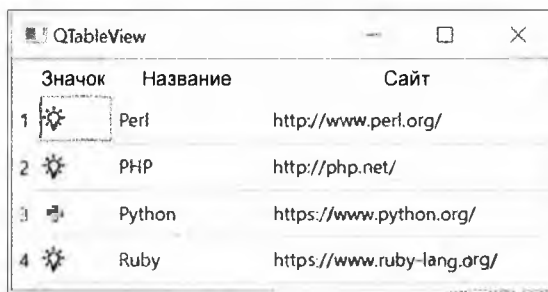 QTableView
Значок Название Сайт
1 Perl http://www.perl.org/
2 PHP http://php.net/
3 Python https://www.python.org/
4 Ruby https://www.ruby-lang.org/